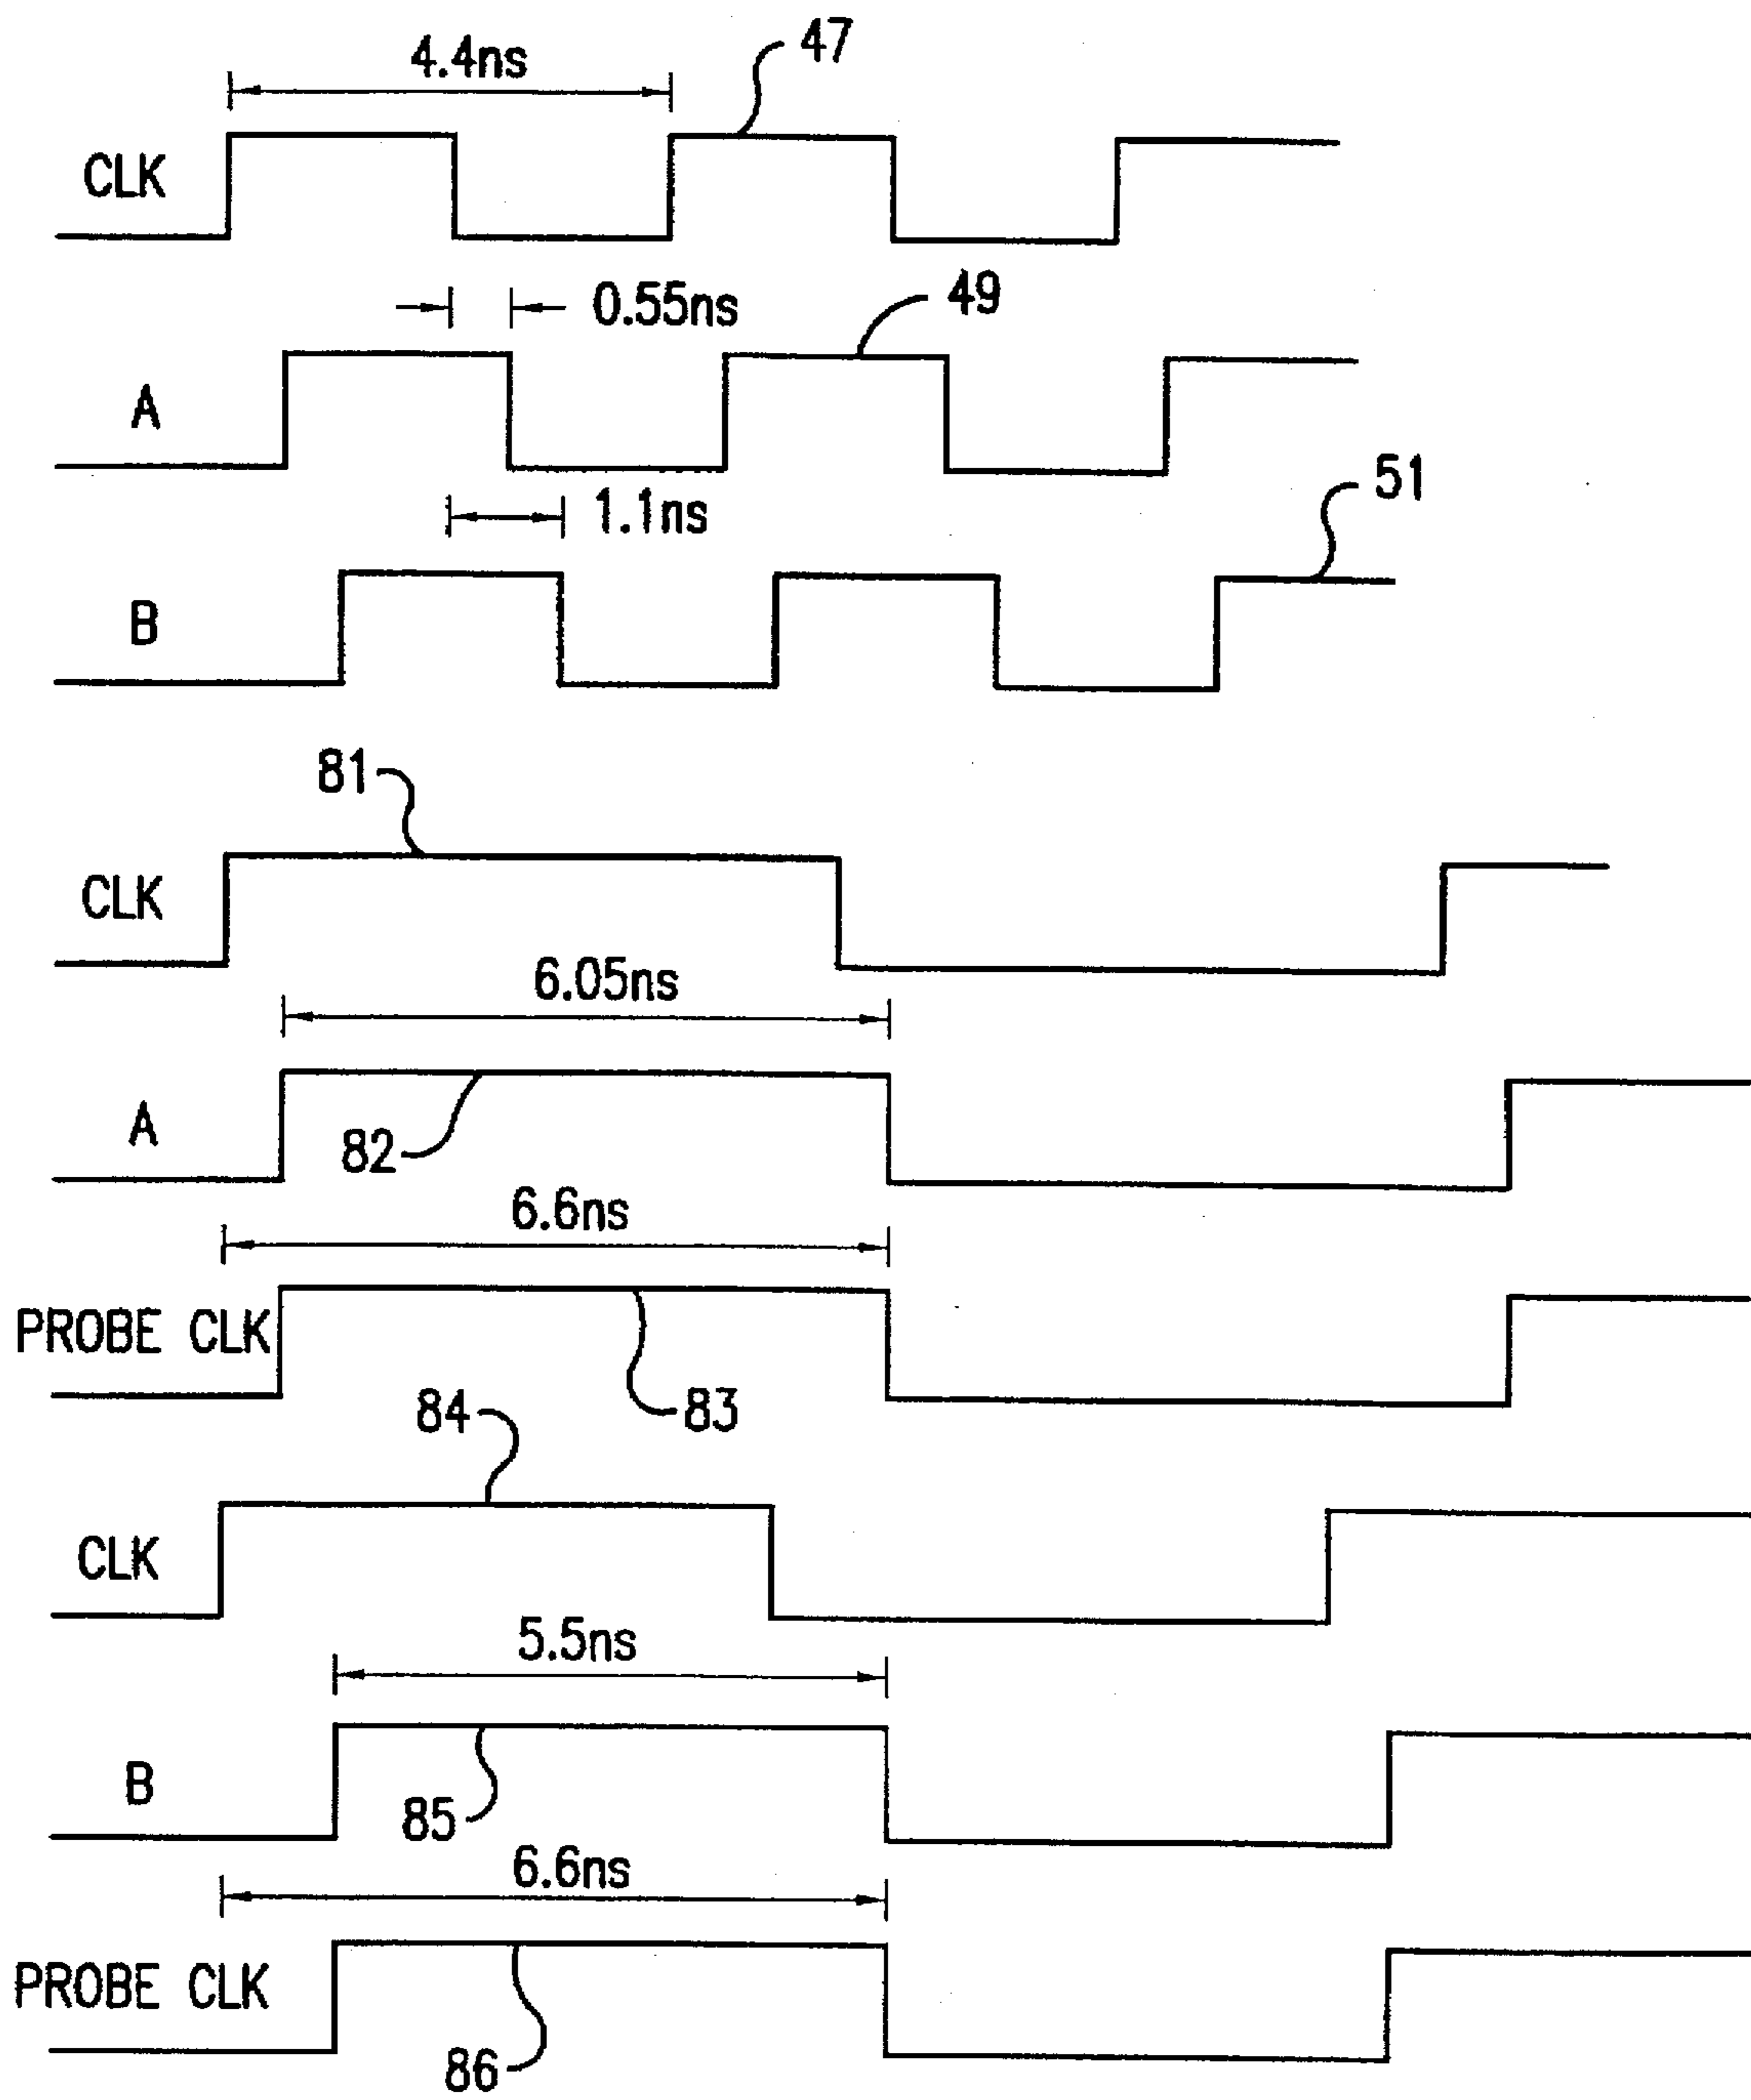 4.4ns
47
CLK
0.55ns
49
A
1.1ns
51
B
81
CLK
6.05ns
A
82
6.6ns
PROBE CLK
83
84
CLK
5.5ns
B
85
6.6ns
PROBE CLK
86